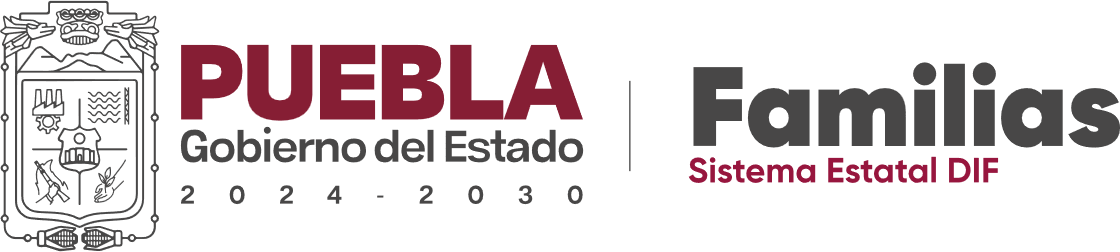 PUEBLA
Gobierno del Estado
2024-2030
Familias
Sistema Estatal DIF